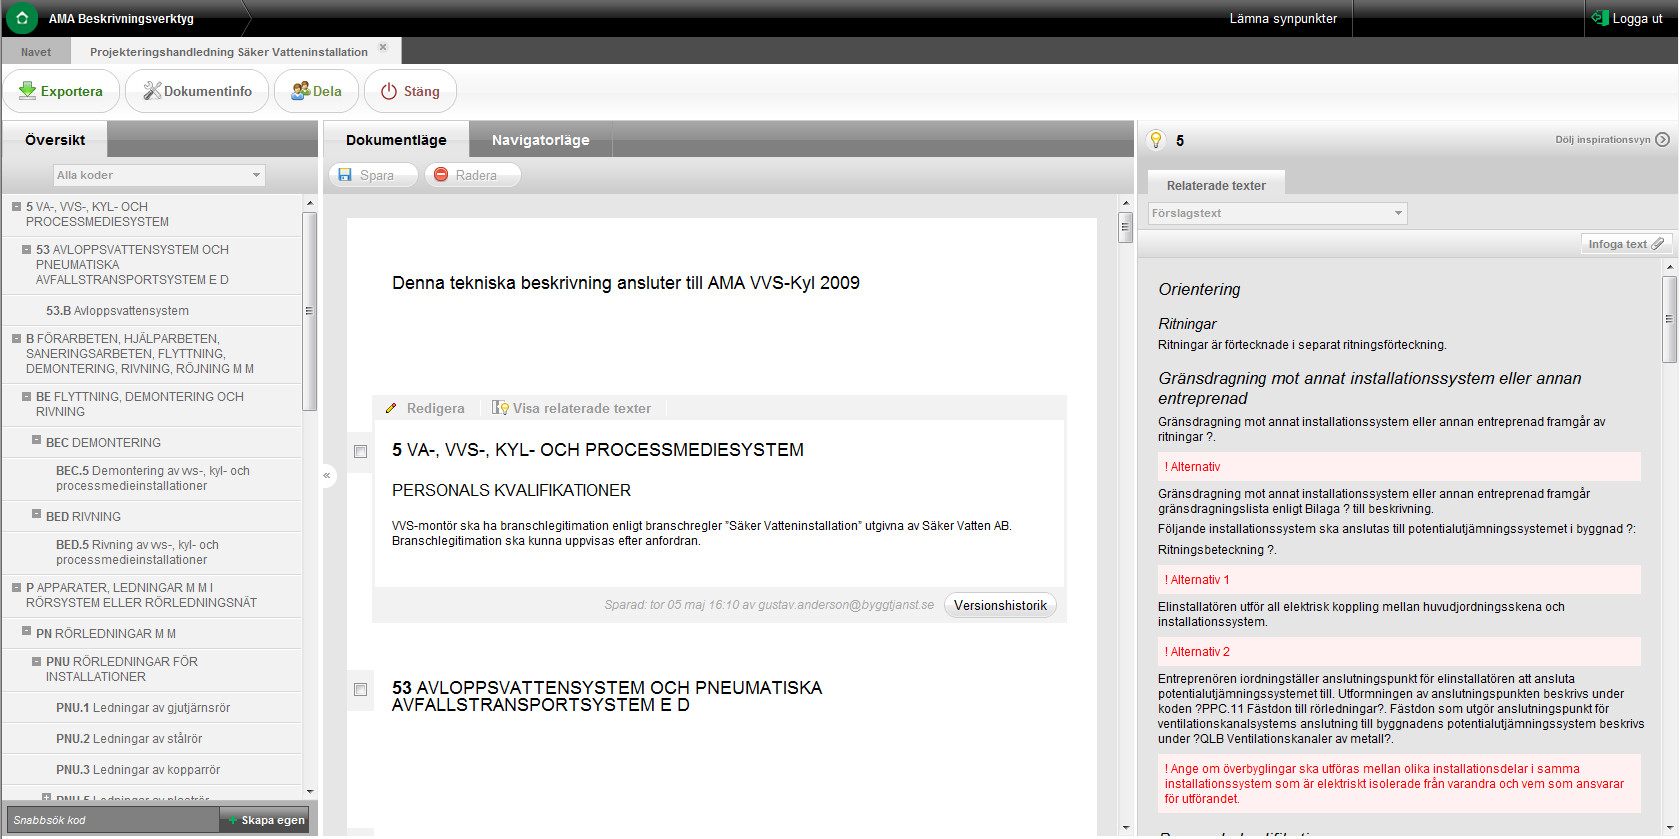 AMA Beskrivningsverktyg
Lämna synpunkter
Logga ut
Navet
Projekteringshandledning Säker Vatteninstallation
Exportera
Dokumentinfo
Dela
Stäng
Översikt
Alla koder
5 VA-, VVS-, KYL- OCH
PROCESSMEDIESYSTEM
53 AVLOPPSVATTENSYSTEM OCH
PNEUMATISKA
AVFALLSTRANSPORTSYSTEM E D
53.B Avloppsvattensystem
B FÖRARBETEN, HJÄLPARBETEN,
SANERINGSARBETEN, FLYTTNING,
DEMONTERING, RIVNING, RÖJNING M M
BE FLYTTNING, DEMONTERING OCH
RIVNING
BEC DEMONTERING
BEC.5 Demontering av vvs-, kyl- och
processmedieinstallationer
BED RIVNING
BED.5 Rivning av vvs-, kyl- och
processmedieinstallationer
P APPARATER, LEDNINGAR M M I
RÖRSYSTEM ELLER RÖRLEDNINGSNÄT
PN RÖRLEDNINGAR M M
PNU RÖRLEDNINGAR FÖR
INSTALLATIONER
PNU.1 Ledningar av gjutjärnsrör
PNU.2 Ledningar av stålrör
PNU.3 Ledningar av kopparrör
PNU.5 Ledningar av plaströr
Snabbsök kod
+ Skapa egen
Dokumentläge
Navigatorläge
Spara
Radera
Denna tekniska beskrivning ansluter till AMA VVS-Kyl 2009
Redigera
Visa relaterade texter
5 VA-, VVS-, KYL- OCH PROCESSMEDIESYSTEM
PERSONALS KVALIFIKATIONER
VVS-montör ska ha branschlegitimation enligt branschregler ”Säker Vatteninstallation” utgivna av Säker Vatten AB.
Branschlegitimation ska kunna uppvisas efter anfordran.
Sparad: tor 05 maj 16:10 av gustav.anderson@byggtjanst.se
Versionshistorik
53 AVLOPPSVATTENSYSTEM OCH PNEUMATISKA
AVFALLSTRANSPORTSYSTEM E D
5
Dölj inspirationsvyn
Relaterade texter
Förslagstext
Infoga text
Orientering
Ritningar
Ritningar är förtecknade i separat ritningsförteckning.
Gränsdragning mot annat installationssystem eller annan
entreprenad
Gränsdragning mot annat installationssystem eller annan entreprenad framgår av
ritningar ?.
! Alternativ
Gränsdragning mot annat installationssystem eller annan entreprenad framgår
gränsdragningslista enligt Bilaga ? till beskrivning.
Följande installationssystem ska anslutas till potentialutjämningssystemet i byggnad ?:
Ritningsbeteckning ?.
! Alternativ 1
Elinstallatören utför all elektrisk koppling mellan huvudjordningsskena och
installationssystem.
! Alternativ 2
Entreprenören iordningställer anslutningspunkt för elinstallatören att ansluta
potentialutjämningssystemet till. Utformningen av anslutningspunkten beskrivs under
koden ?PPC.11 Fästdon till rörledningar?. Fästdon som utgör anslutningspunkt för
ventilationskanalsystems anslutning till byggnadens potentialutjämningssystem beskrivs
under ?QLB Ventilationskanaler av metall?.
! Ange om överbyglingar ska utföras mellan olika installationsdelar i samma
installationssystem som är elektriskt isolerade från varandra och vem som ansvarar
för utförandet.